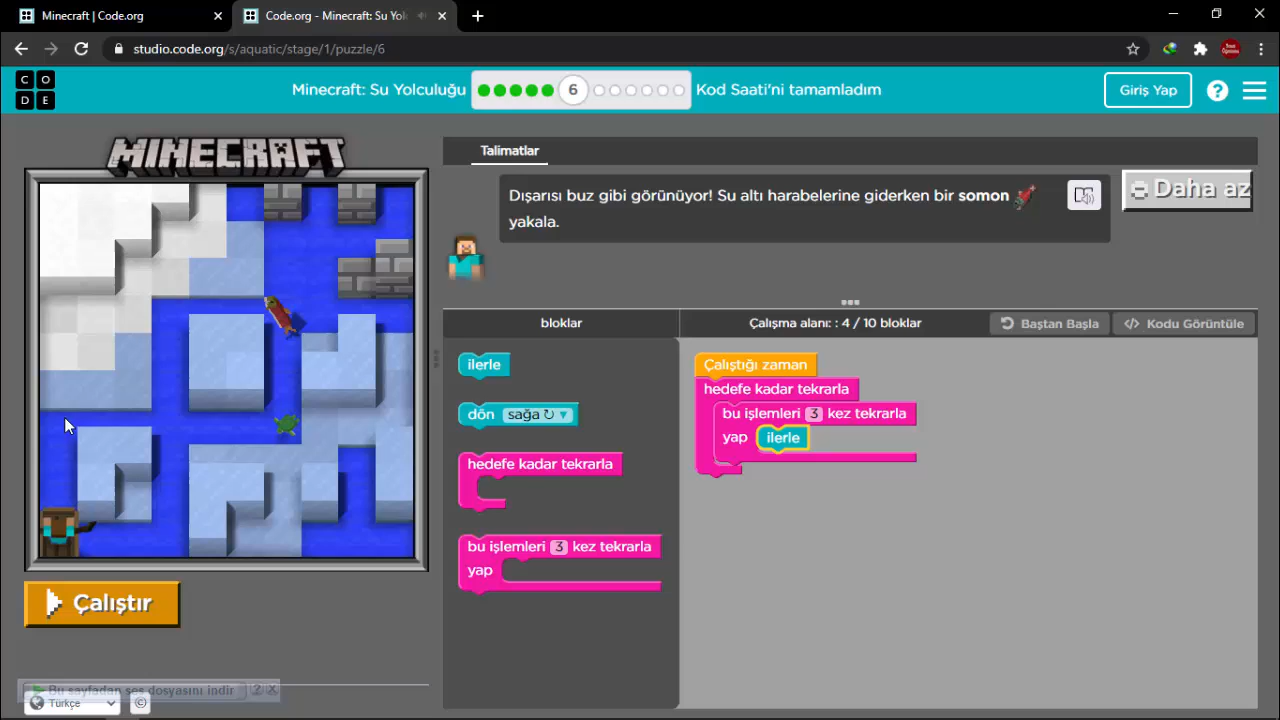 Minecraft | Code.org
Code.org - Minecraft: Su Yol
studio.code.org/s/aquatic/stage/1/puzzle/6
C O
D E
Minecraft: Su Yolculuğu
6
Kod Saati'ni tamamladım
Giriş Yap
?
MINECRAFT
Talimatlar
Dışarısı buz gibi görünüyor! Su altı harabelerine giderken bir somon
yakala.
Daha az
bloklar
Çalışma alanı: : 4 / 10 bloklar
Baştan Başla
</> Kodu Görüntüle
ilerle
dön sağa ↻ ▼
hedefe kadar tekrarla
bu işlemleri 3 kez tekrarla
yap
Çalıştığı zaman
hedefe kadar tekrarla
bu işlemleri 3 kez tekrarla
yap ilerle
Çalıştır
Bu sayfadan ses dosyasını indir ? X
Türkçe
©